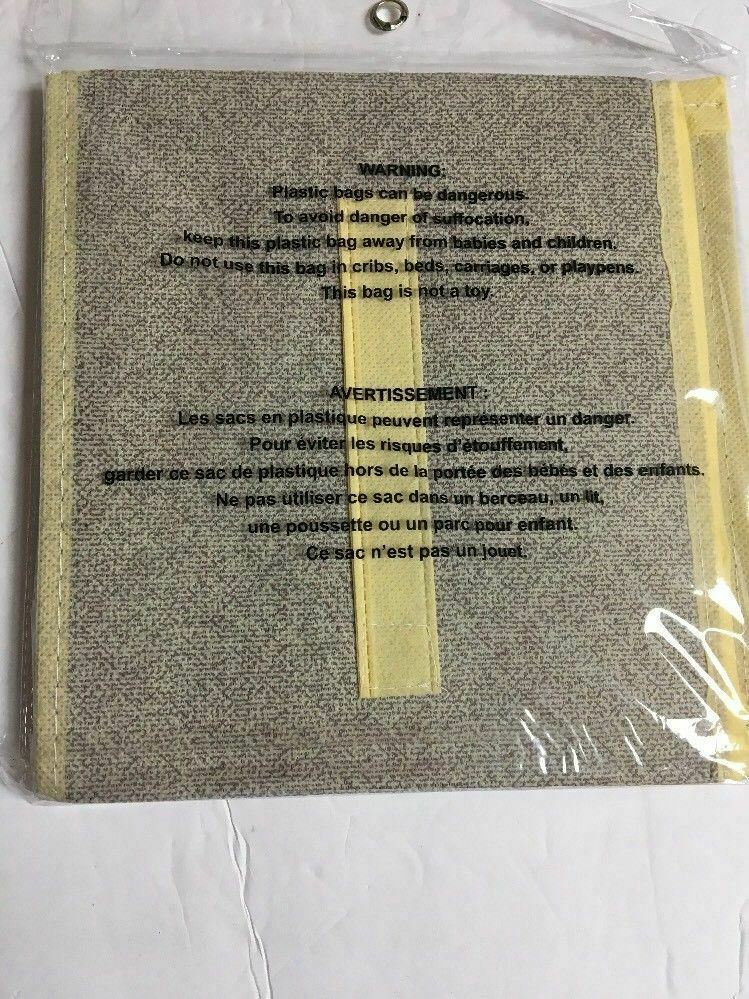 WARNING:
Plastic bags can be dangerous.
To avoid danger of suffocation,
keep this plastic bag away from babies and children.
Do not use this bag in cribs, beds, carriages, or playpens.
This bag is not a toy.
AVERTISSEMENT :
Les sacs en plastique peuvent représenter un danger.
Pour éviter les risques d'étouffement,
garder ce sac de plastique hors de la portée des bébés et des enfants.
Ne pas utiliser ce sac dans un berceau, un lit,
une poussette ou un parc pour enfant.
Ce sac n'est pas un jouet.